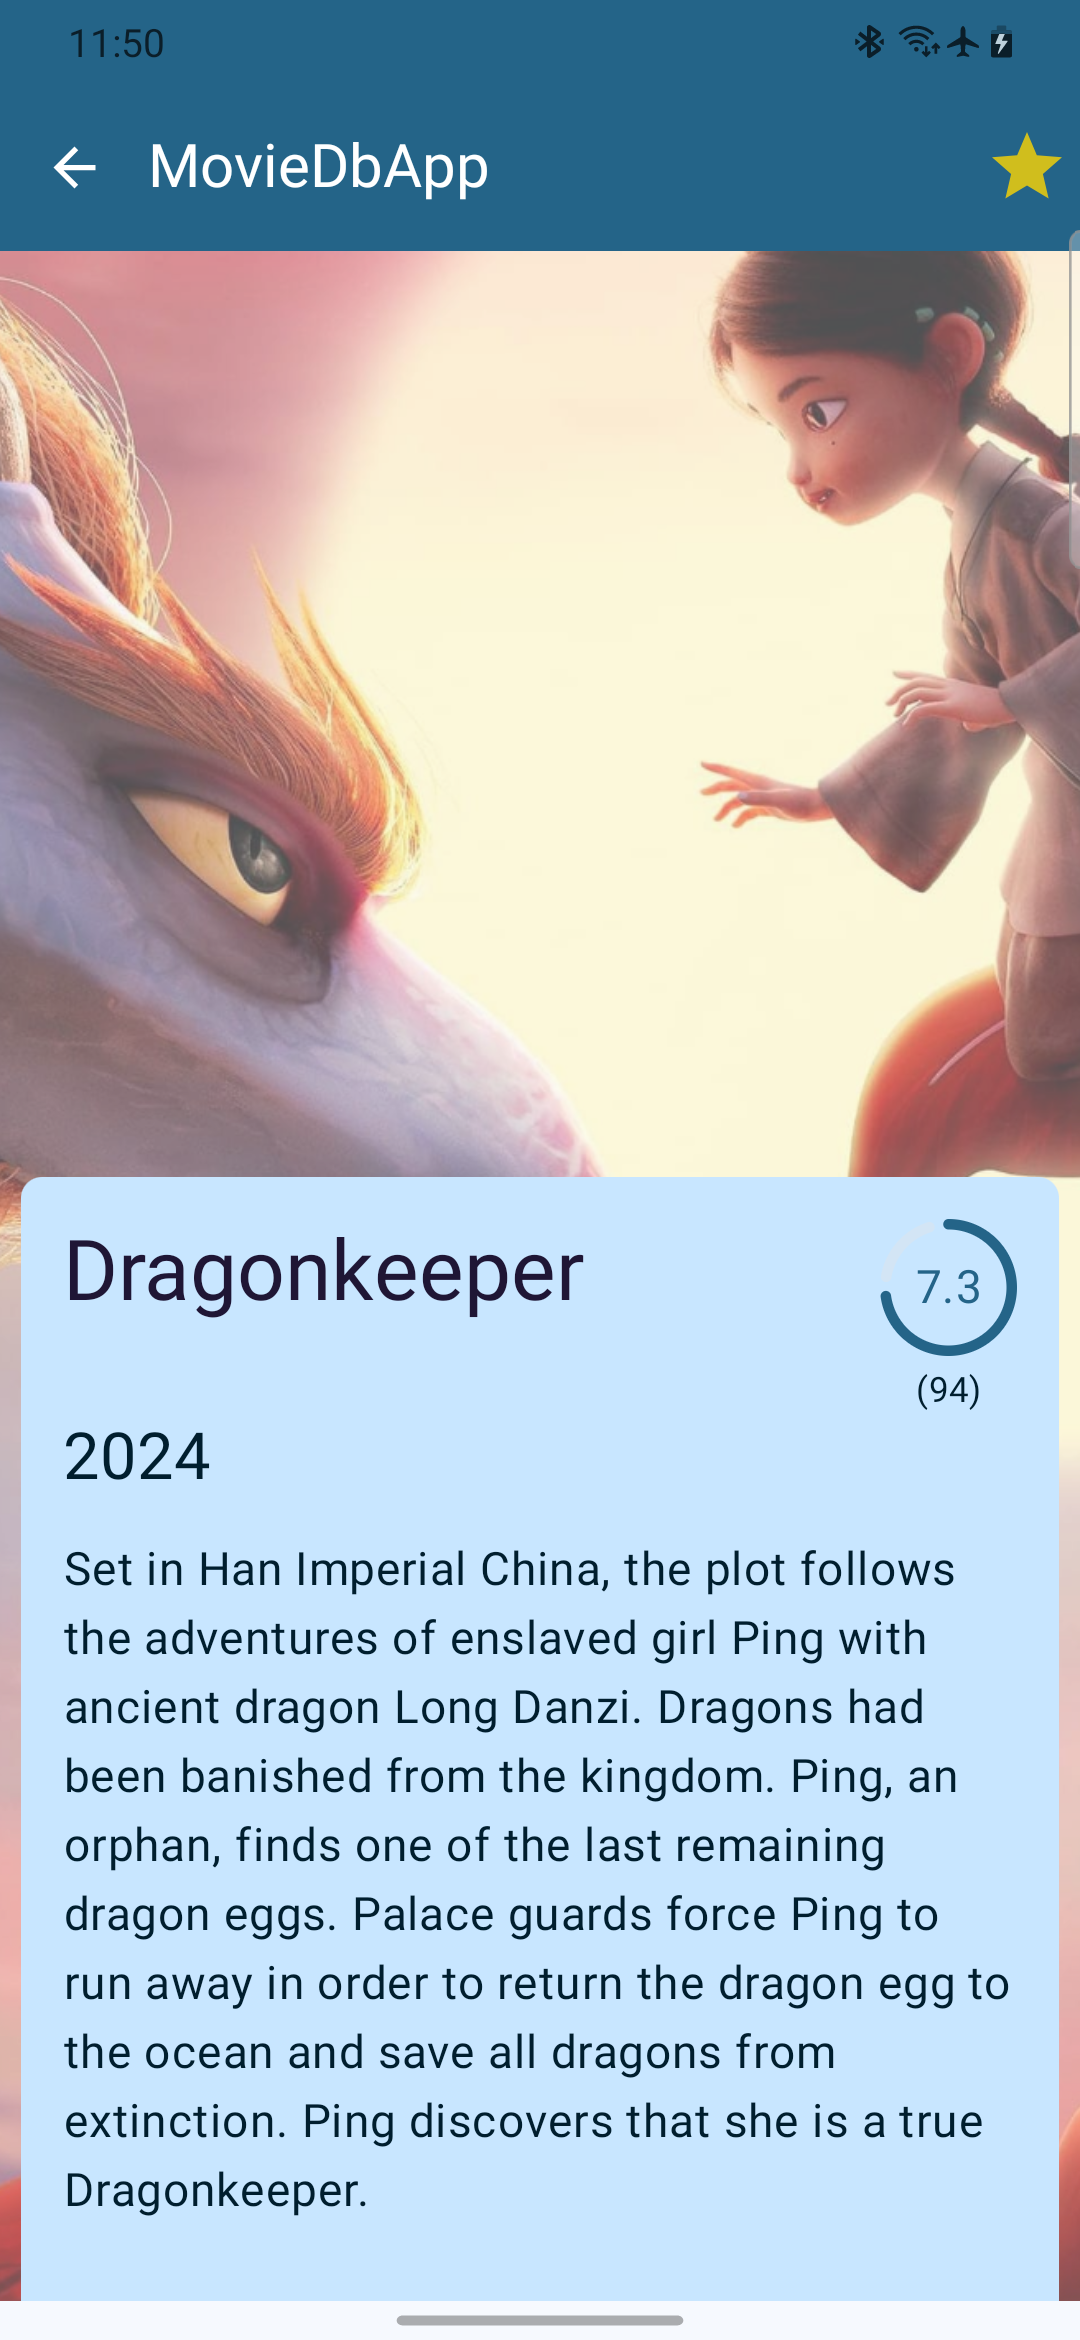 11:50
MovieDbApp
Dragonkeeper
7.3
(94)
2024
Set in Han Imperial China, the plot follows
the adventures of enslaved girl Ping with
ancient dragon Long Danzi. Dragons had
been banished from the kingdom. Ping, an
orphan, finds one of the last remaining
dragon eggs. Palace guards force Ping to
run away in order to return the dragon egg to
the ocean and save all dragons from
extinction. Ping discovers that she is a true
Dragonkeeper.